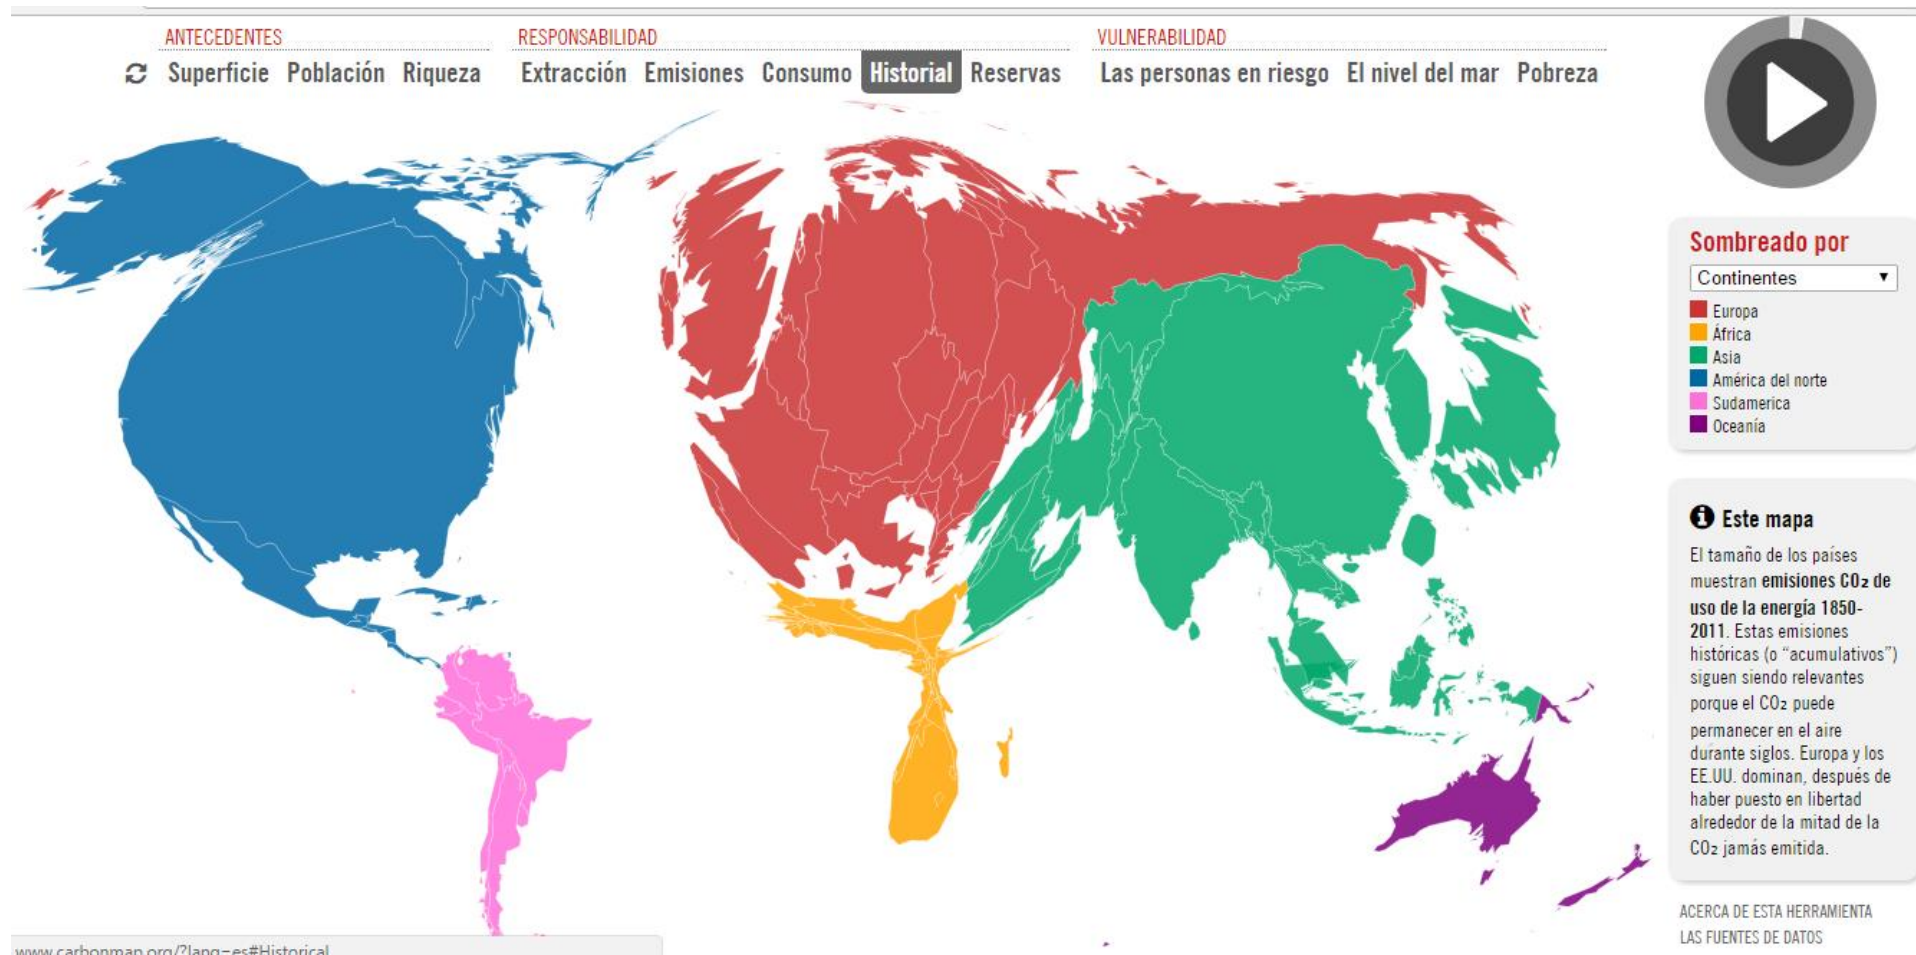 ANTECEDENTES
Superficie Población Riqueza
RESPONSABILIDAD
Extracción Emisiones Consumo Historial Reservas
VULNERABILIDAD
Las personas en riesgo El nivel del mar Pobreza
Sombreado por
Continentes
Europa
África
Asia
América del norte
Sudamerica
Oceanía
Este mapa
El tamaño de los países
muestran emisiones CO₂ de
uso de la energía 1850-
2011. Estas emisiones
históricas (o “acumulativos”)
siguen siendo relevantes
porque el CO₂ puede
permanecer en el aire
durante siglos. Europa y los
EE.UU. dominan, después de
haber puesto en libertad
alrededor de la mitad de la
CO₂ jamás emitida.
ACERCA DE ESTA HERRAMIENTA
LAS FUENTES DE DATOS
www.carbonmap.org/?lang=es#Historical